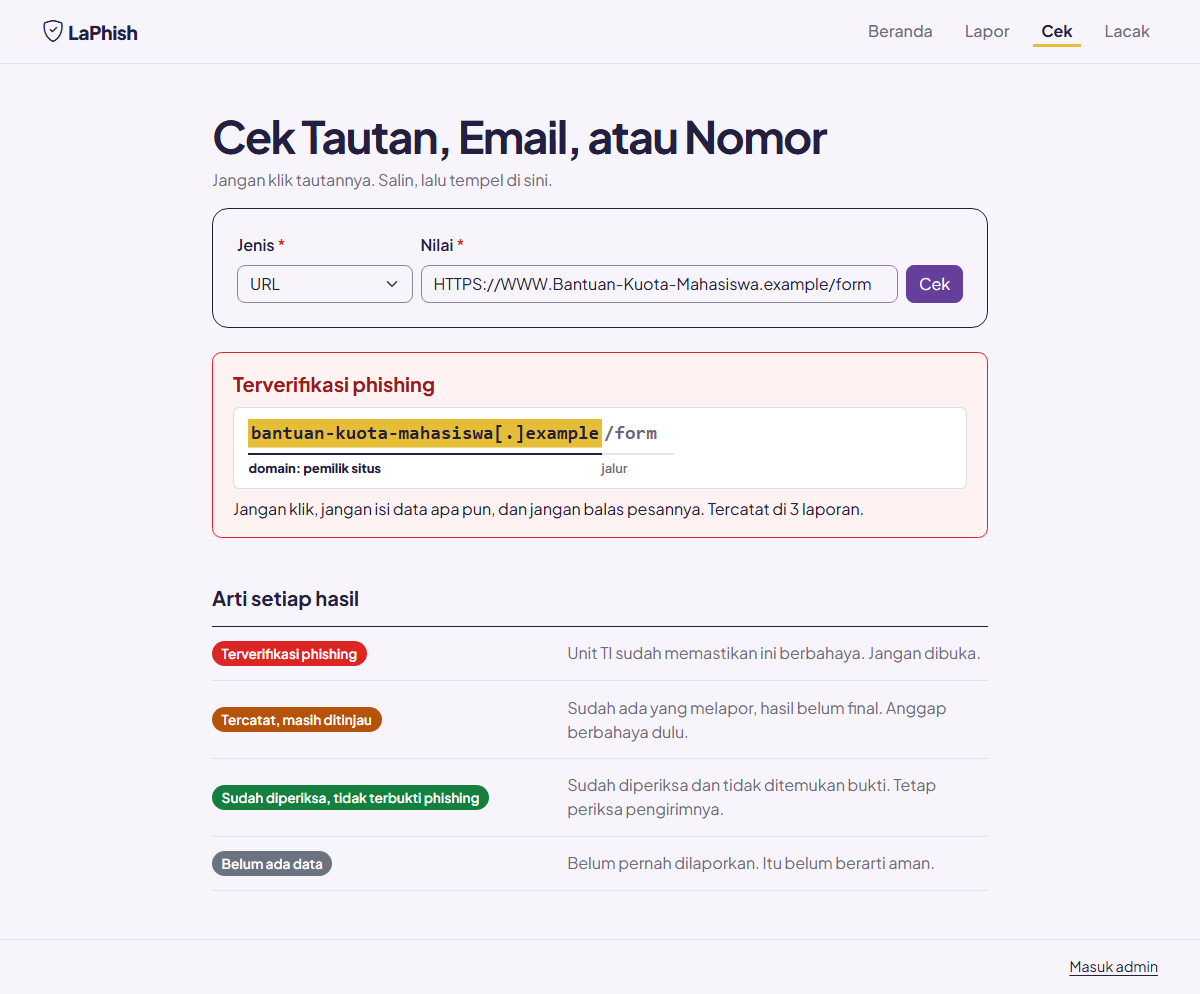 LaPhish
Beranda Lapor Cek Lacak
Cek Tautan, Email, atau Nomor
Jangan klik tautannya. Salin, lalu tempel di sini.
Jenis * Nilai *
URL HTTPS://WWW.Bantuan-Kuota-Mahasiswa.example/form Cek
Terverifikasi phishing
bantuan-kuota-mahasiswa[.]example/form
domain: pemilik situs jalur
Jangan klik, jangan isi data apa pun, dan jangan balas pesannya. Tercatat di 3 laporan.
Arti setiap hasil
Terverifikasi phishing Unit TI sudah memastikan ini berbahaya. Jangan dibuka.
Tercatat, masih ditinjau Sudah ada yang melapor, hasil belum final. Anggap
berbahaya dulu.
Sudah diperiksa, tidak terbukti phishing Sudah diperiksa dan tidak ditemukan bukti. Tetap
periksa pengirimnya.
Belum ada data Belum pernah dilaporkan. Itu belum berarti aman.
Masuk admin